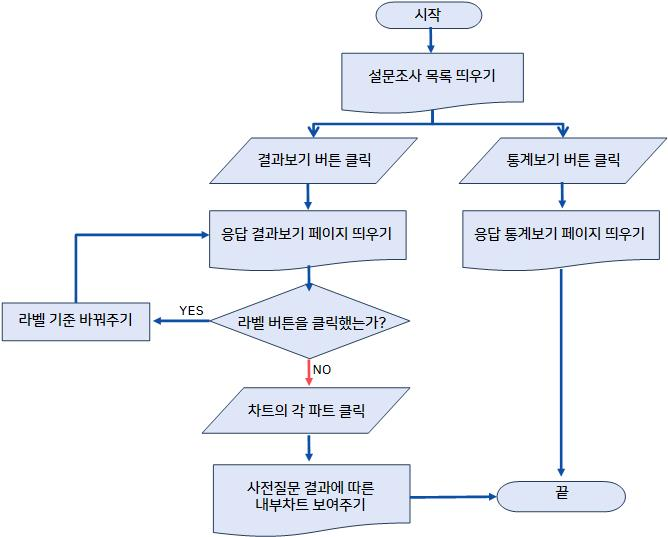 시작
설문조사 목록 띄우기
결과보기 버튼 클릭
통계보기 버튼 클릭
응답 결과보기 페이지 띄우기
응답 통계보기 페이지 띄우기
라벨 기준 바꿔주기
YES
라벨 버튼을 클릭했는가?
NO
차트의 각 파트 클릭
사전질문 결과에 따른
내부차트 보여주기
끝